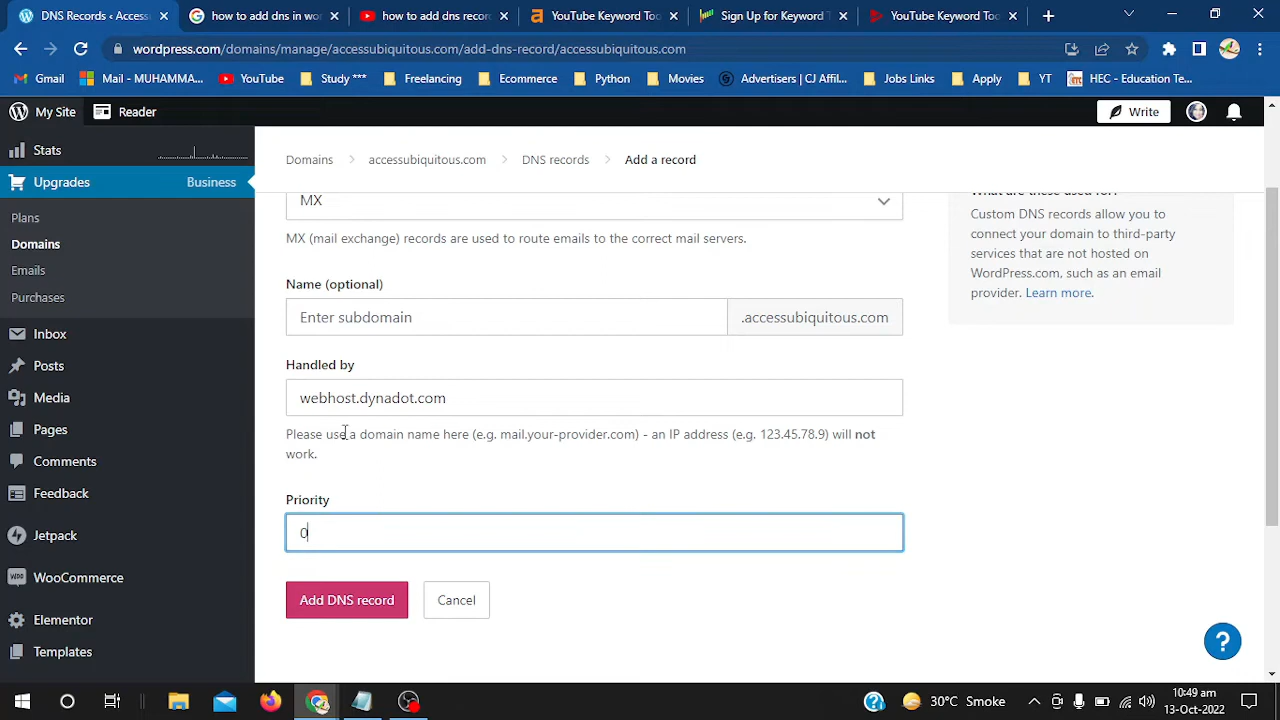 DNS Records < Access
how to add dns in wo
how to add dns recor
YouTube Keyword Too
Sign Up for Keyword T
YouTube Keyword Too
wordpress.com/domains/manage/accessubiquitous.com/add-dns-record/accessubiquitous.com
Gmail
Mail - MUHAMMA...
YouTube
Study ***
Freelancing
Ecommerce
Python
Movies
Advertisers | CJ Affil...
Jobs Links
Apply
YT
HEC - Education Te...
My Site
Reader
Write
Stats
Upgrades
Business
Plans
Domains
Emails
Purchases
Inbox
Posts
Media
Pages
Comments
Feedback
Jetpack
WooCommerce
Elementor
Templates
Domains
accessubiquitous.com
DNS records
Add a record
MX
MX (mail exchange) records are used to route emails to the correct mail servers.
Name (optional)
Enter subdomain
.accessubiquitous.com
Handled by
webhost.dynadot.com
Please use a domain name here (e.g. mail.your-provider.com) - an IP address (e.g. 123.45.78.9) will not
work.
Priority
0
Add DNS record
Cancel
What are these used for?
Custom DNS records allow you to
connect your domain to third-party
services that are not hosted on
WordPress.com, such as an email
provider. Learn more.
?
30°C Smoke
10:49 am
13-Oct-2022